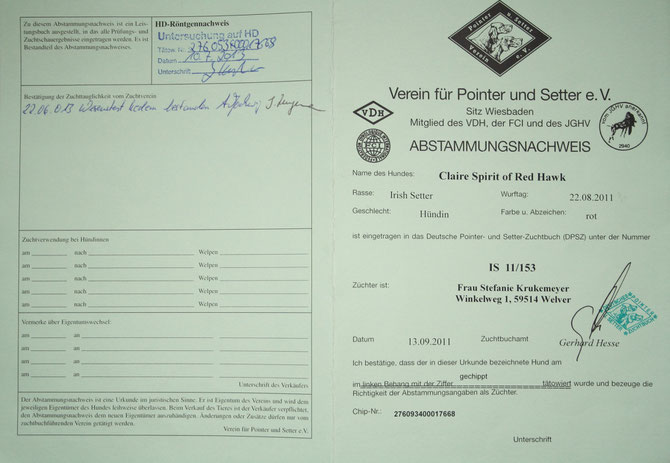 Zu diesem Abstammungsnachweis ist ein Leis-
tungsbuch ausgestellt, in das alle Prüfungs- und
Zuchtschauergebnisse eingetragen werden. Es ist
Bestandteil des Abstammungsnachweises.
HD-Röntgennachweis
Untersuchung auf HD
Tätow. Nr. 276093400017668
Datum 10.7.2013
Unterschrift
Bestätigung der Zuchttauglichkeit vom Zuchtverein
22.06.013 bestanden
Zuchtverwendung bei Hündinnen
am nach Welpen
am nach Welpen
am nach Welpen
am nach Welpen
am nach Welpen
Vermerke über Eigentumswechsel:
am an
am an
am an
am an
Unterschrift des Verkäufers
Der Abstammungsnachweis ist eine Urkunde im juristischen Sinne. Er ist Eigentum des Vereins und wird dem
jeweiligen Eigentümer des Hundes leihweise überlassen. Beim Verkauf des Tieres ist der Verkäufer verpflichtet,
den Abstammungsnachweis dem neuen Eigentümer auszuhändigen. Änderungen oder Zusätze dürfen nur vom
zuchtbuchführenden Verein getätigt werden.
Verein für Pointer und Setter e.V.
Pointer
u. Setter
Verein e.V.
Verein für Pointer und Setter e. V.
Sitz Wiesbaden
Mitglied des VDH, der FCI und des JGHV
VDH
FCI
vom JGHV anerkannt
2940
ABSTAMMUNGSNACHWEIS
Name des Hundes: Claire Spirit of Red Hawk
Rasse: Irish Setter Wurftag: 22.08.2011
Geschlecht: Hündin Farbe u. Abzeichen: rot
ist eingetragen in das Deutsche Pointer- und Setter-Zuchtbuch (DPSZ) unter der Nummer
IS 11/153
Züchter ist: Frau Stefanie Krukemeyer
Winkelweg 1, 59514 Welver
Datum 13.09.2011 Zuchtbuchamt Gerhard Hesse
Ich bestätige, dass der in dieser Urkunde bezeichnete Hund am
gechippt
im linken Behang mit der Ziffer tätowiert wurde und bezeuge die
Richtigkeit der Abstammungsangaben als Züchter.
Chip-Nr.: 276093400017668
Unterschrift